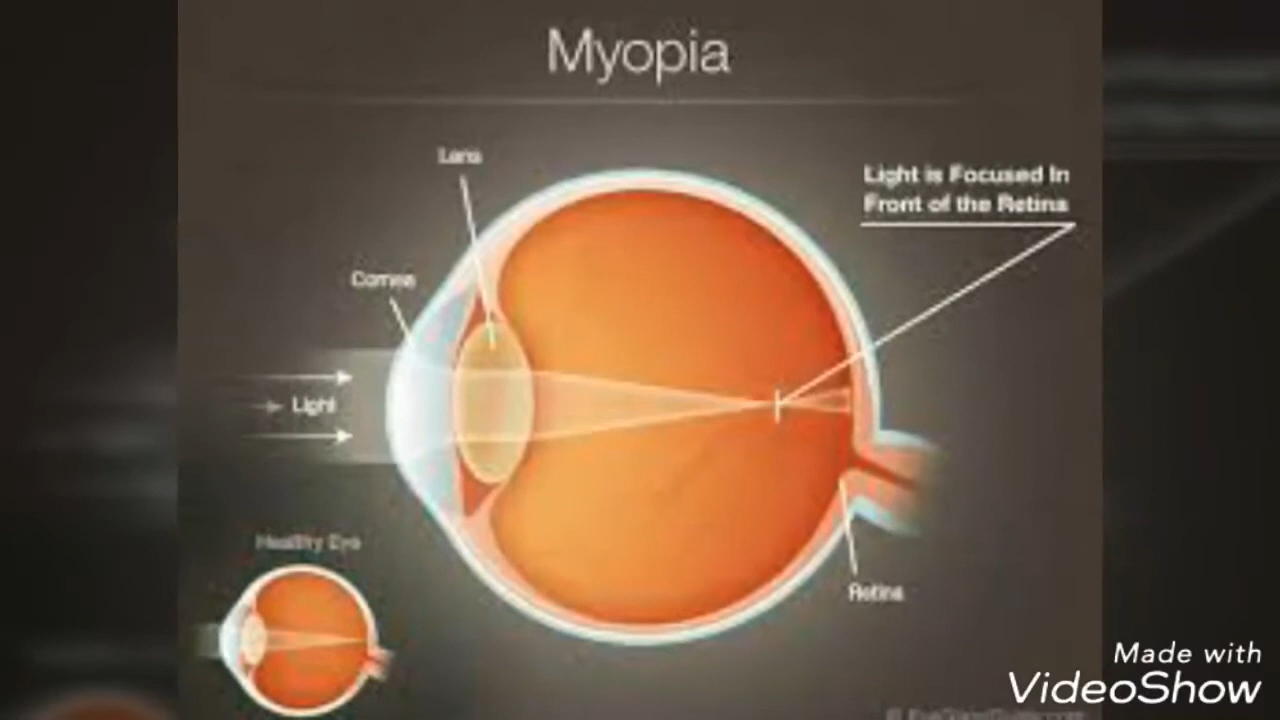 Myopia
Lens
Light is Focused In
Front of the Retina
Cornea
Light
Healthy Eye
Retina
Made with
VideoShow